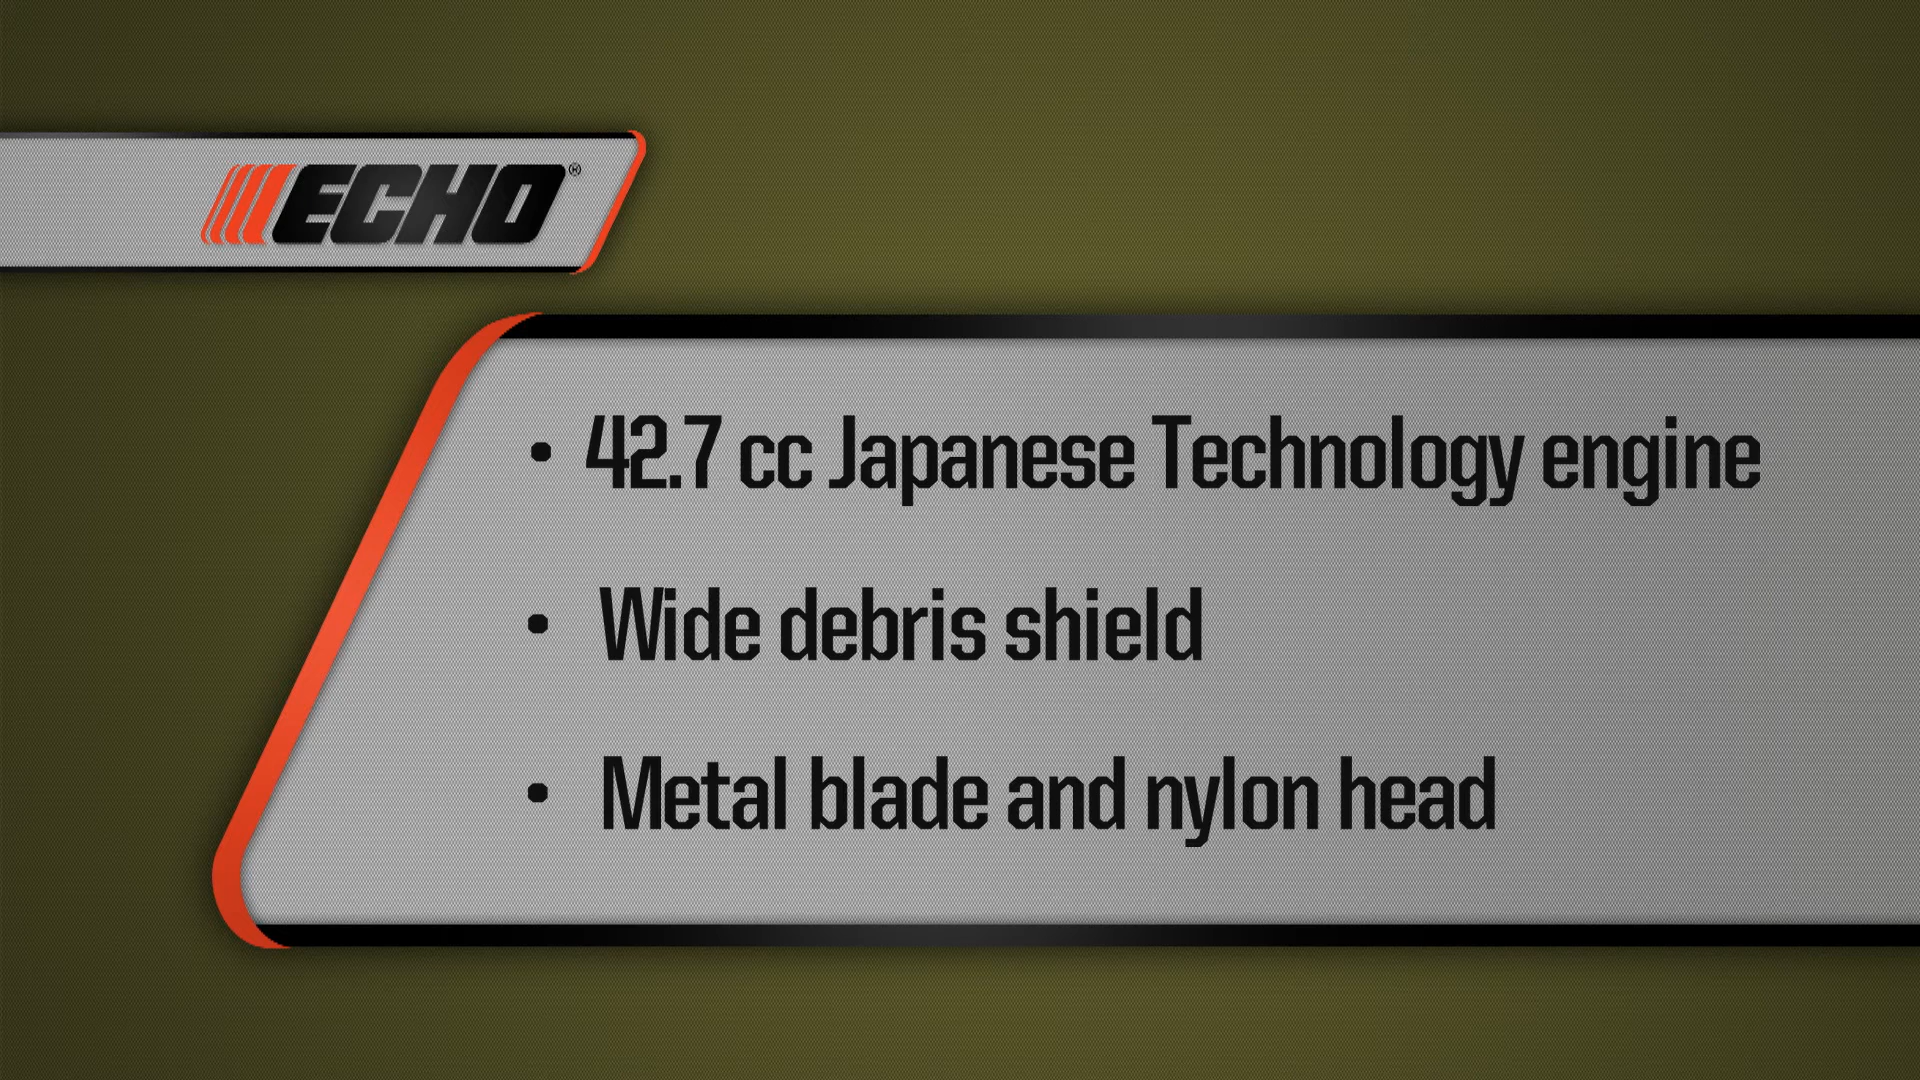 ECHO®
• 42.7 cc Japanese Technology engine
• Wide debris shield
• Metal blade and nylon head